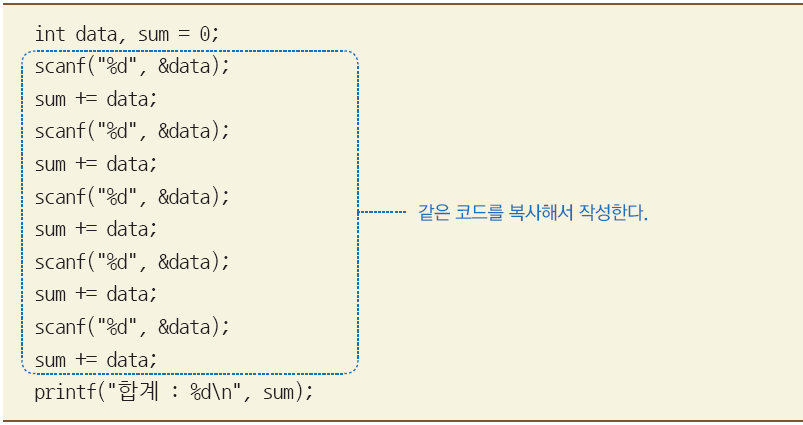 int data, sum = 0;
scanf("%d", &data);
sum += data;
scanf("%d", &data);
sum += data;
scanf("%d", &data);
sum += data;
scanf("%d", &data);
sum += data;
scanf("%d", &data);
sum += data;
printf("합계 : %d\n", sum);
같은 코드를 복사해서 작성한다.